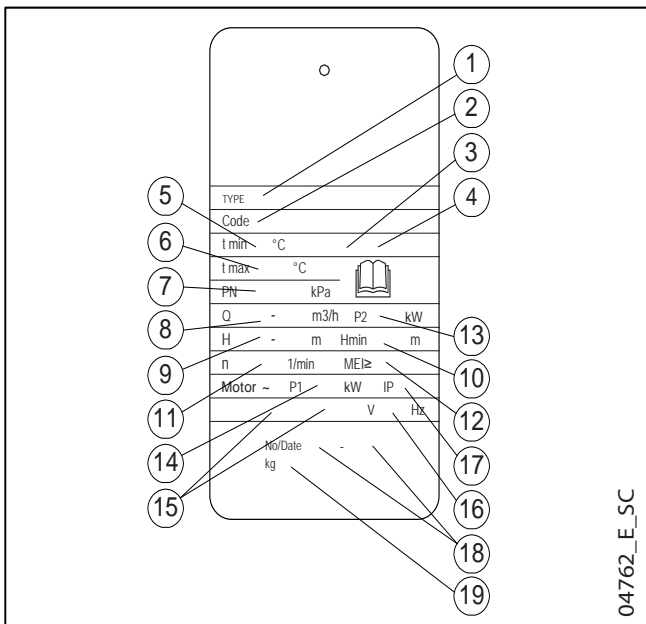 1
2
3
4
5
6
7
8
9
10
11
12
13
14
15
16
17
18
19
TYPE
Code
t min °C
t max °C
PN kPa
Q - m3/h P2 kW
H - m Hmin m
n 1/min MEI≥
Motor ~ P1 kW IP
V Hz
No/Date -
kg
04762_E_SC